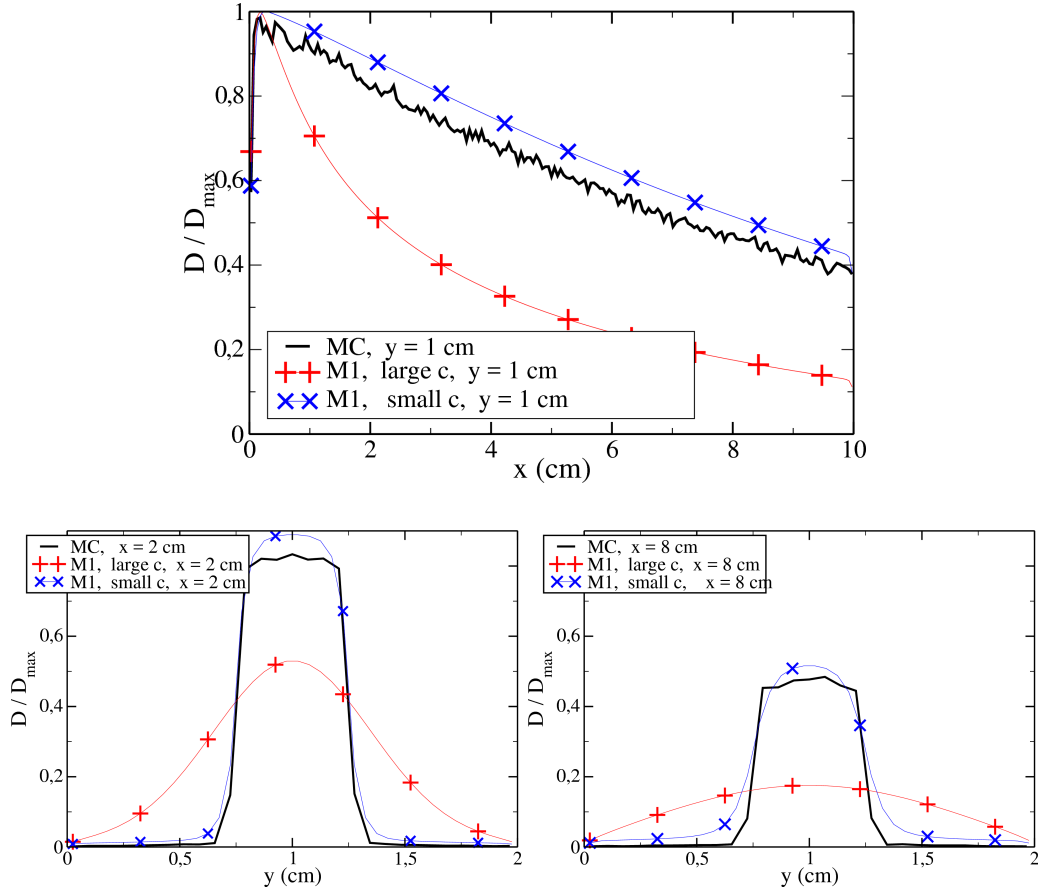 1
0,8
0,6
0,4
0,2
0
D / Dmax
MC, y = 1 cm
M1, large c, y = 1 cm
M1, small c, y = 1 cm
0 2 4 6 8 10
x (cm)
MC, x = 2 cm
M1, large c, x = 2 cm
M1, small c, x = 2 cm
0,6
0,4
0,2
0
D / Dmax
0 0,5 1 1,5 2
y (cm)
MC, x = 8 cm
M1, large c, x = 8 cm
M1, small c, x = 8 cm
0,6
0,4
0,2
0
D / Dmax
0 0,5 1 1,5 2
y (cm)